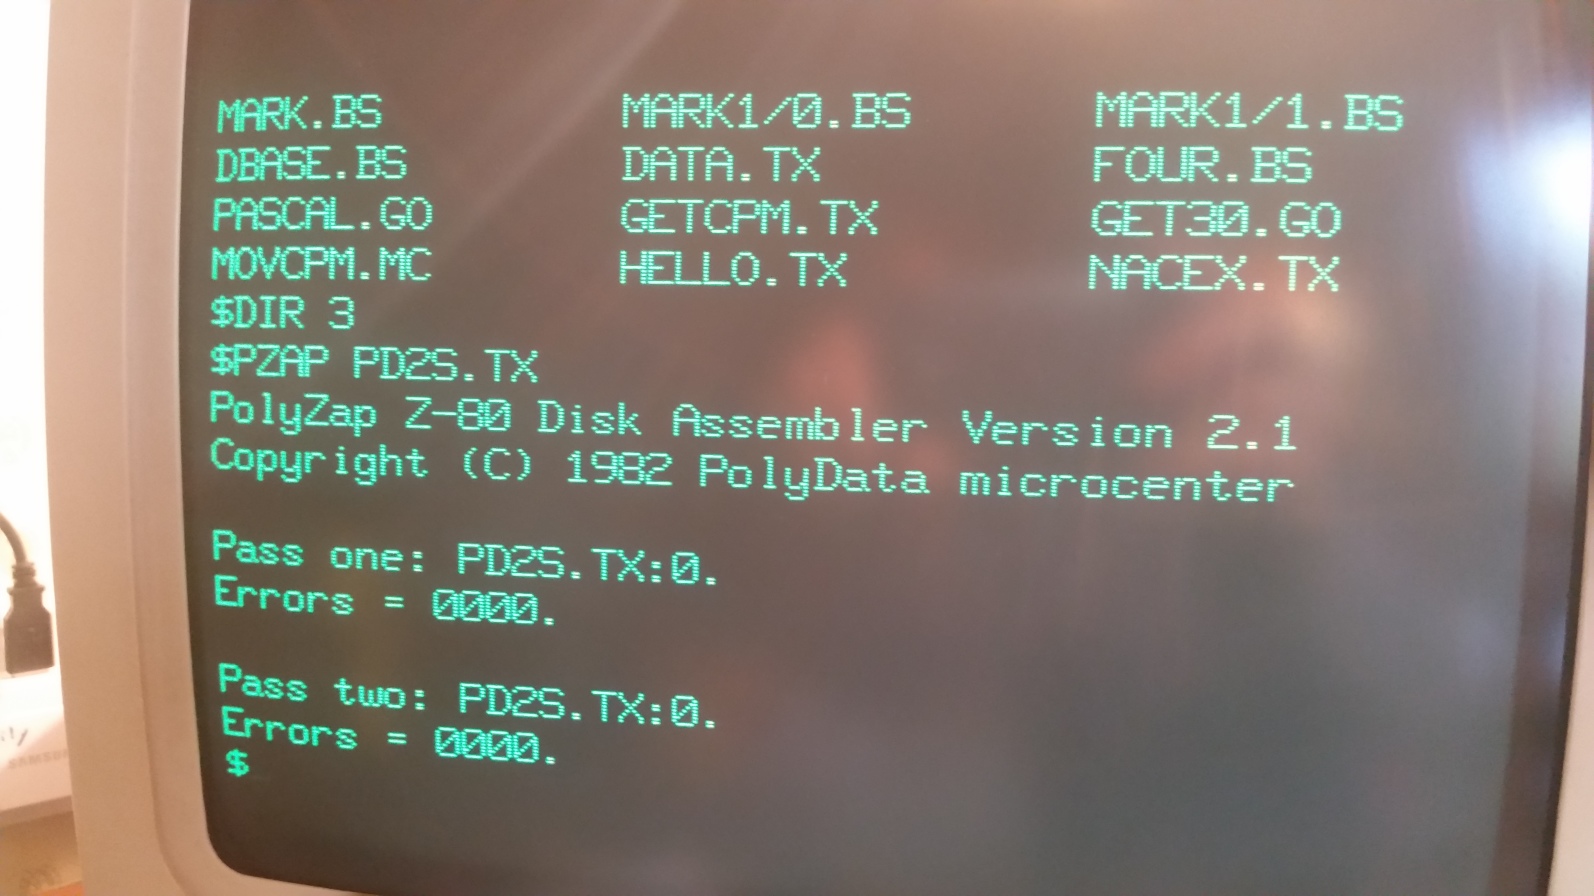 MARK.BS MARK1/0.BS MARK1/1.BS
DBASE.BS DATA.TX FOUR.BS
PASCAL.GO GETCPM.TX GET30.GO
MOVCPM.MC HELLO.TX NACEX.TX
$DIR 3
$PZAP PD2S.TX
PolyZap Z-80 Disk Assembler Version 2.1
Copyright (C) 1982 PolyData microcenter
Pass one: PD2S.TX:0.
Errors = 0000.
Pass two: PD2S.TX:0.
Errors = 0000.
$